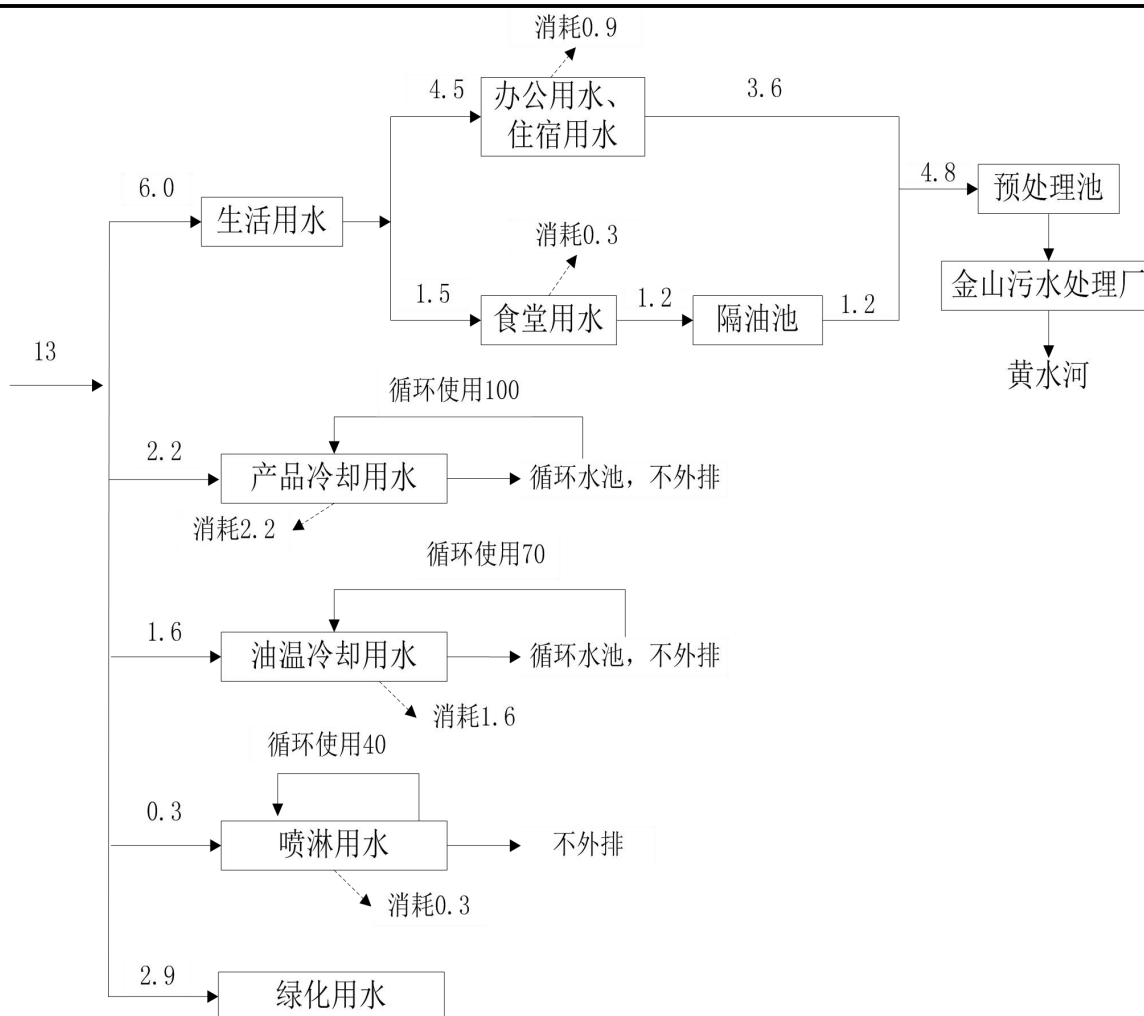 消耗0.9
4.5
办公用水、
住宿用水
3.6
6.0
生活用水
4.8
预处理池
消耗0.3
1.5
食堂用水
1.2
隔油池
1.2
金山污水处理厂
黄水河
13
循环使用100
2.2
产品冷却用水
循环水池，不外排
消耗2.2
循环使用70
1.6
油温冷却用水
循环水池，不外排
消耗1.6
循环使用40
0.3
喷淋用水
不外排
消耗0.3
2.9
绿化用水